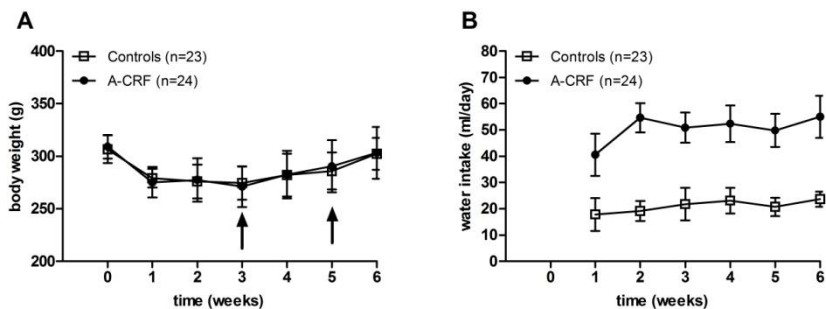 A
Controls (n=23)
A-CRF (n=24)
body weight (g)
400
350
300
250
200
0 1 2 3 4 5 6
time (weeks)
B
Controls (n=23)
A-CRF (n=24)
water intake (ml/day)
80
70
60
50
40
30
20
10
0
0 1 2 3 4 5 6
time (weeks)